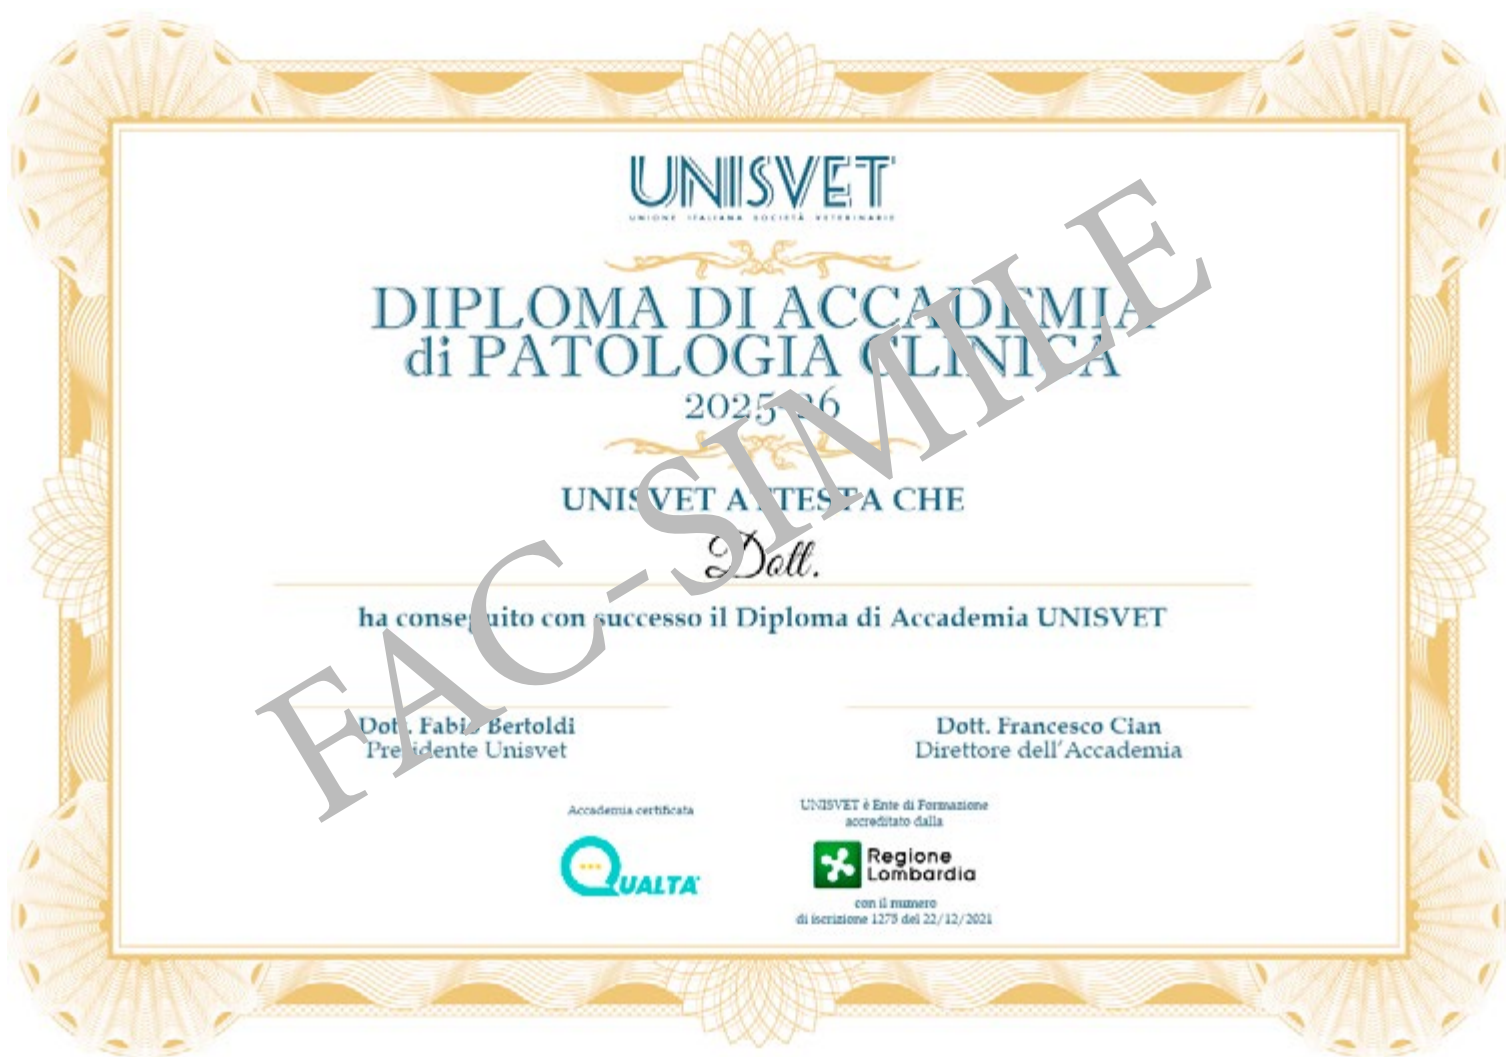 UNISVET
UNIONE ITALIANA SOCIETÀ VETERINARIE
DIPLOMA DI ACCADEMIA
di PATOLOGIA CLINICA
2025-26
UNISVET ATTESTA CHE
Dott.
ha conseguito con successo il Diploma di Accademia UNISVET
Dott. Fabio Bertoldi
Presidente Unisvet
Dott. Francesco Cian
Direttore dell'Accademia
Accademia certificata
QUALTA
UNISVET è Ente di Formazione
accreditato dalla
Regione
Lombardia
con il numero
di iscrizione 1275 del 22/12/2021
FAC-SIMILE